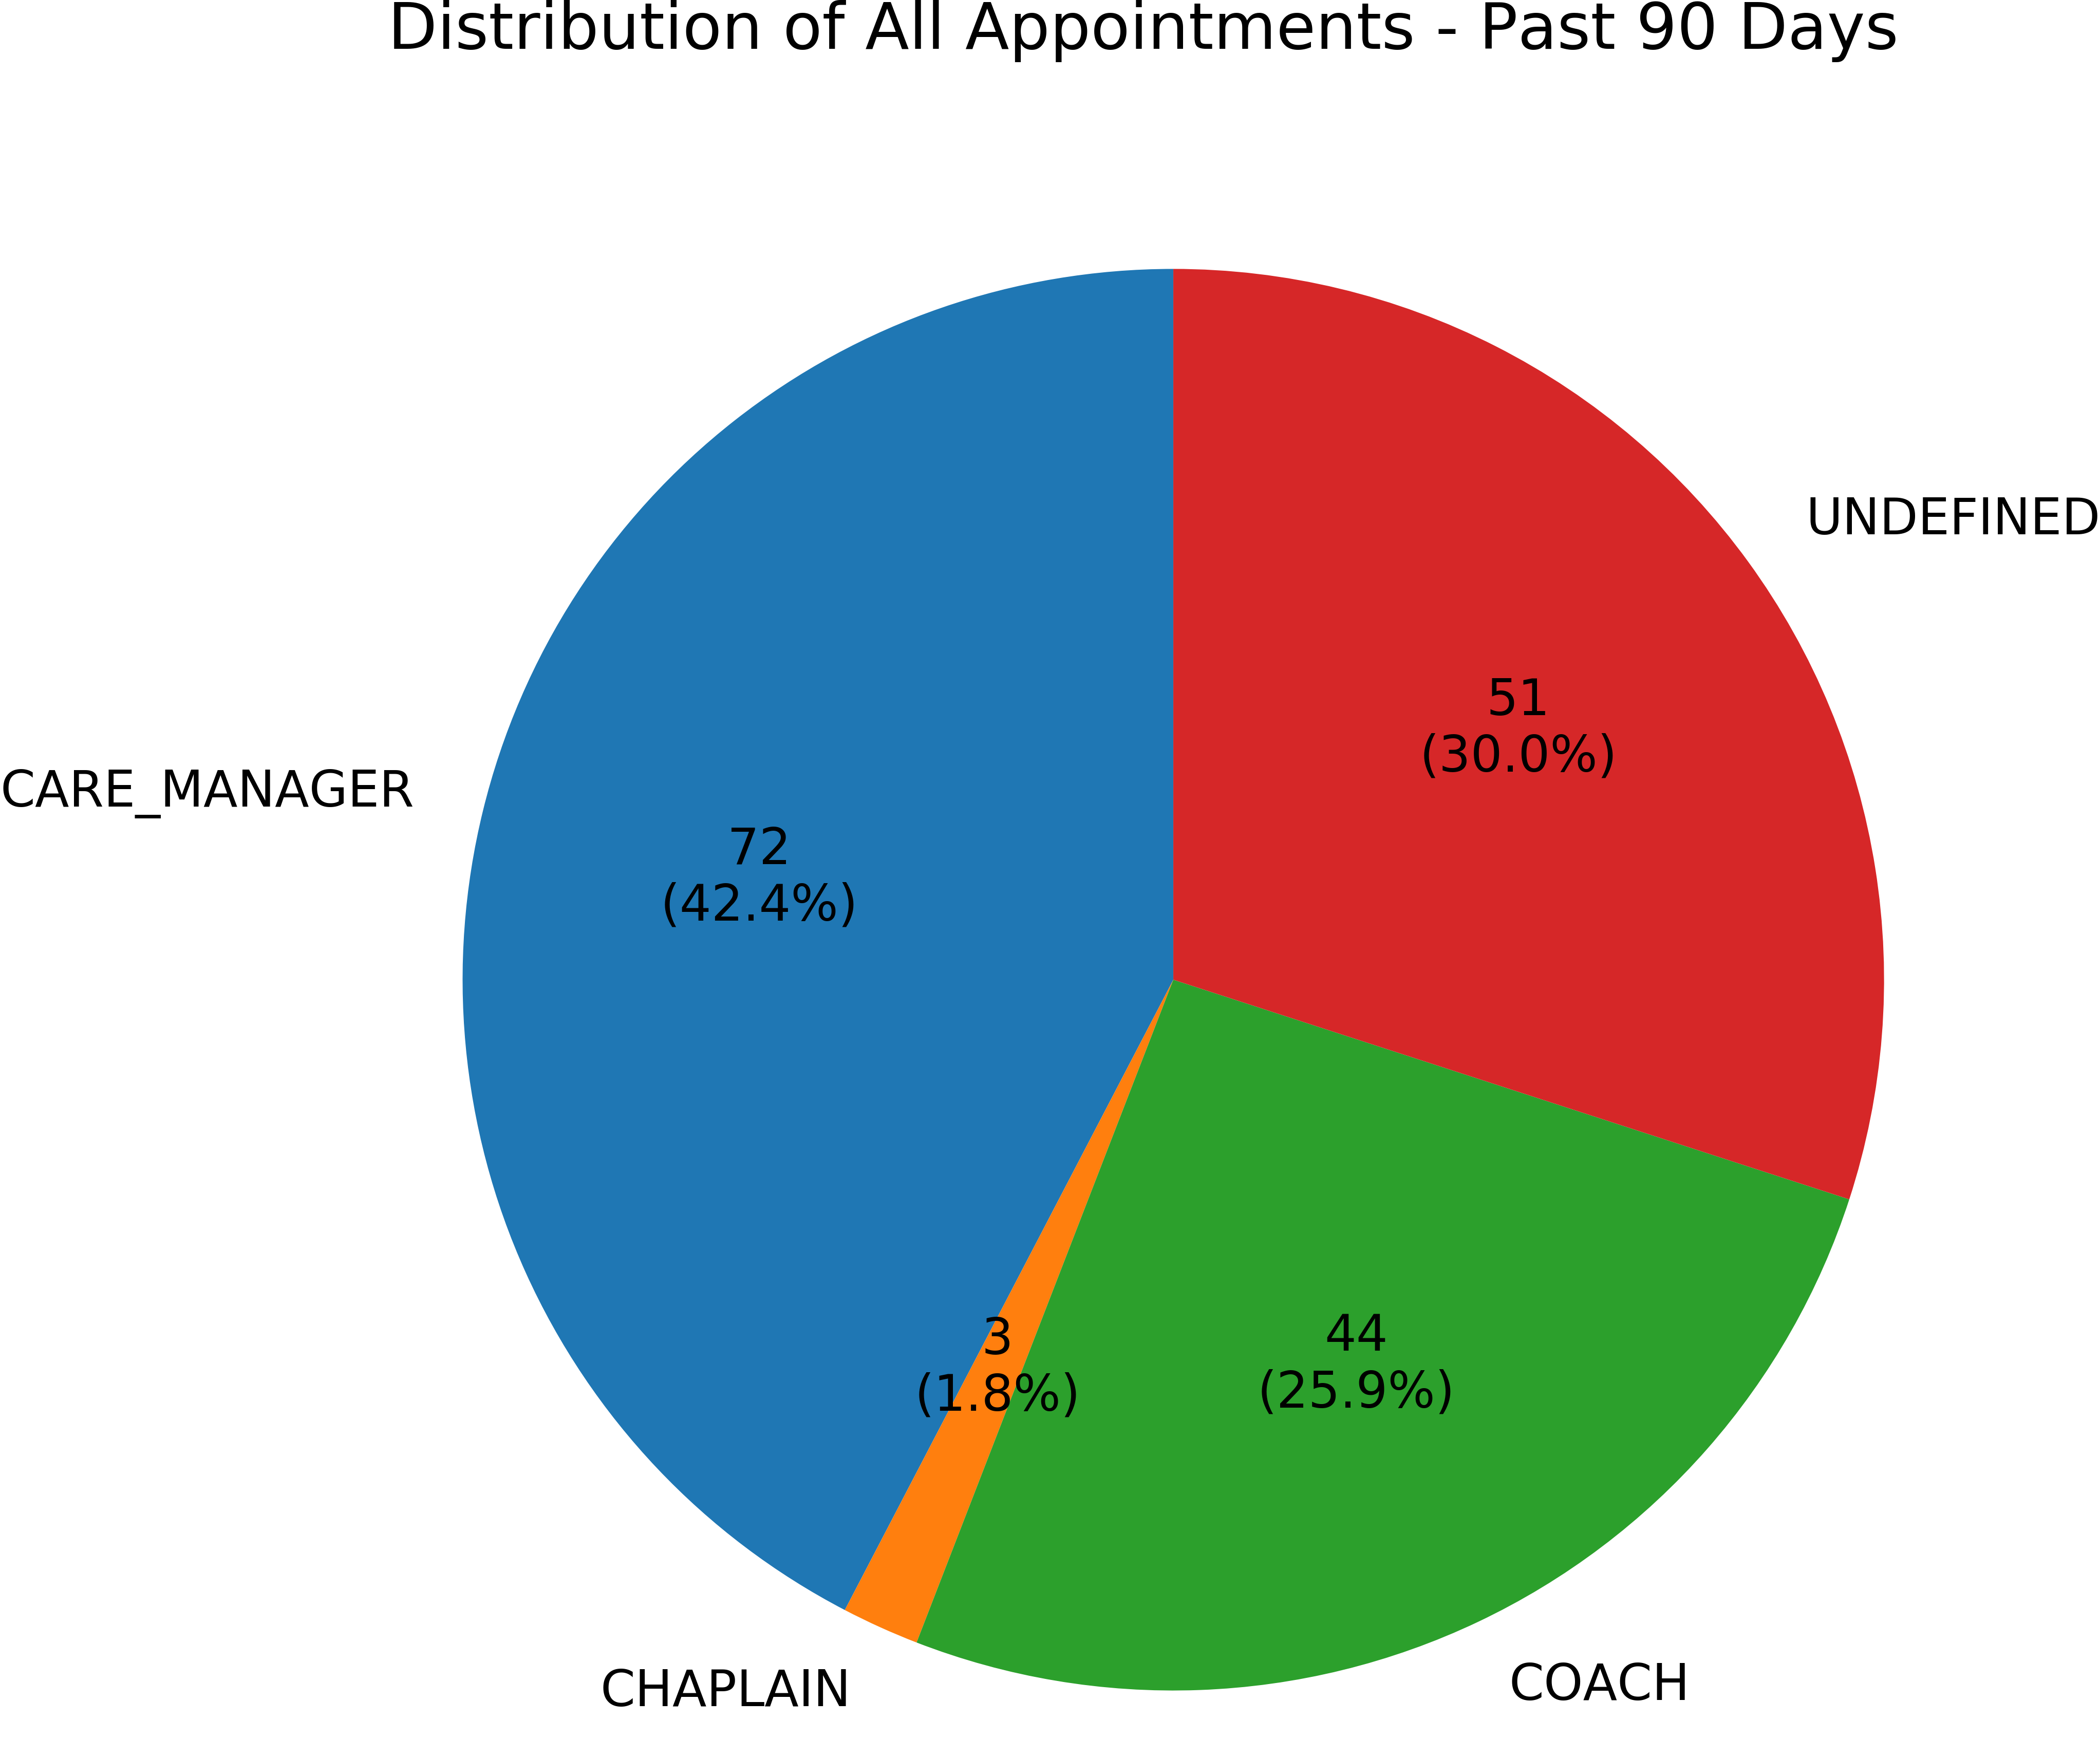 Distribution of All Appointments - Past 90 Days
UNDEFINED
51
(30.0%)
CARE_MANAGER
72
(42.4%)
3
(1.8%)
44
(25.9%)
CHAPLAIN
COACH